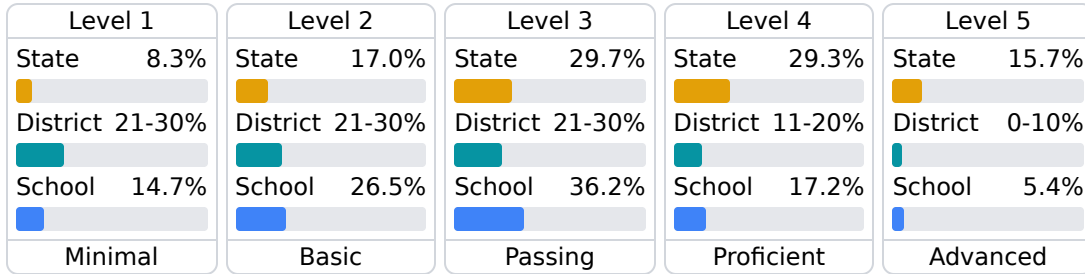 Level 1
State 8.3%
District 21-30%
School 14.7%
Minimal
Level 2
State 17.0%
District 21-30%
School 26.5%
Basic
Level 3
State 29.7%
District 21-30%
School 36.2%
Passing
Level 4
State 29.3%
District 11-20%
School 17.2%
Proficient
Level 5
State 15.7%
District 0-10%
School 5.4%
Advanced